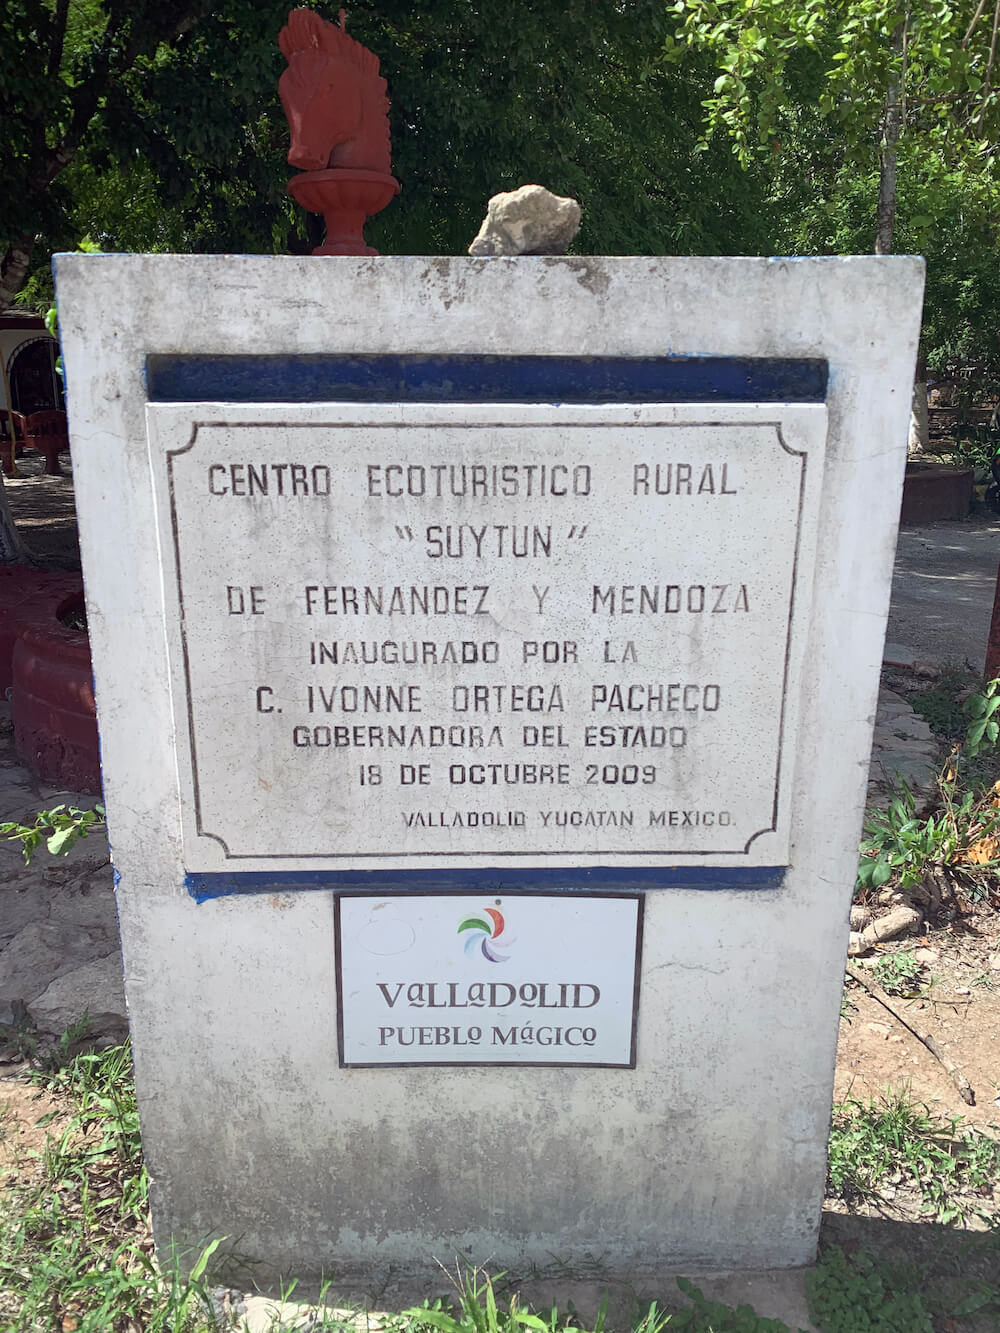 CENTRO ECOTURISTICO RURAL
"SUYTUN"
DE FERNANDEZ Y MENDOZA
INAUGURADO POR LA
C. IVONNE ORTEGA PACHECO
GOBERNADORA DEL ESTADO
18 DE OCTUBRE 2009
VALLADOLID YUCATAN MEXICO.
VALLADOLID
PUEBLO MÁGICO